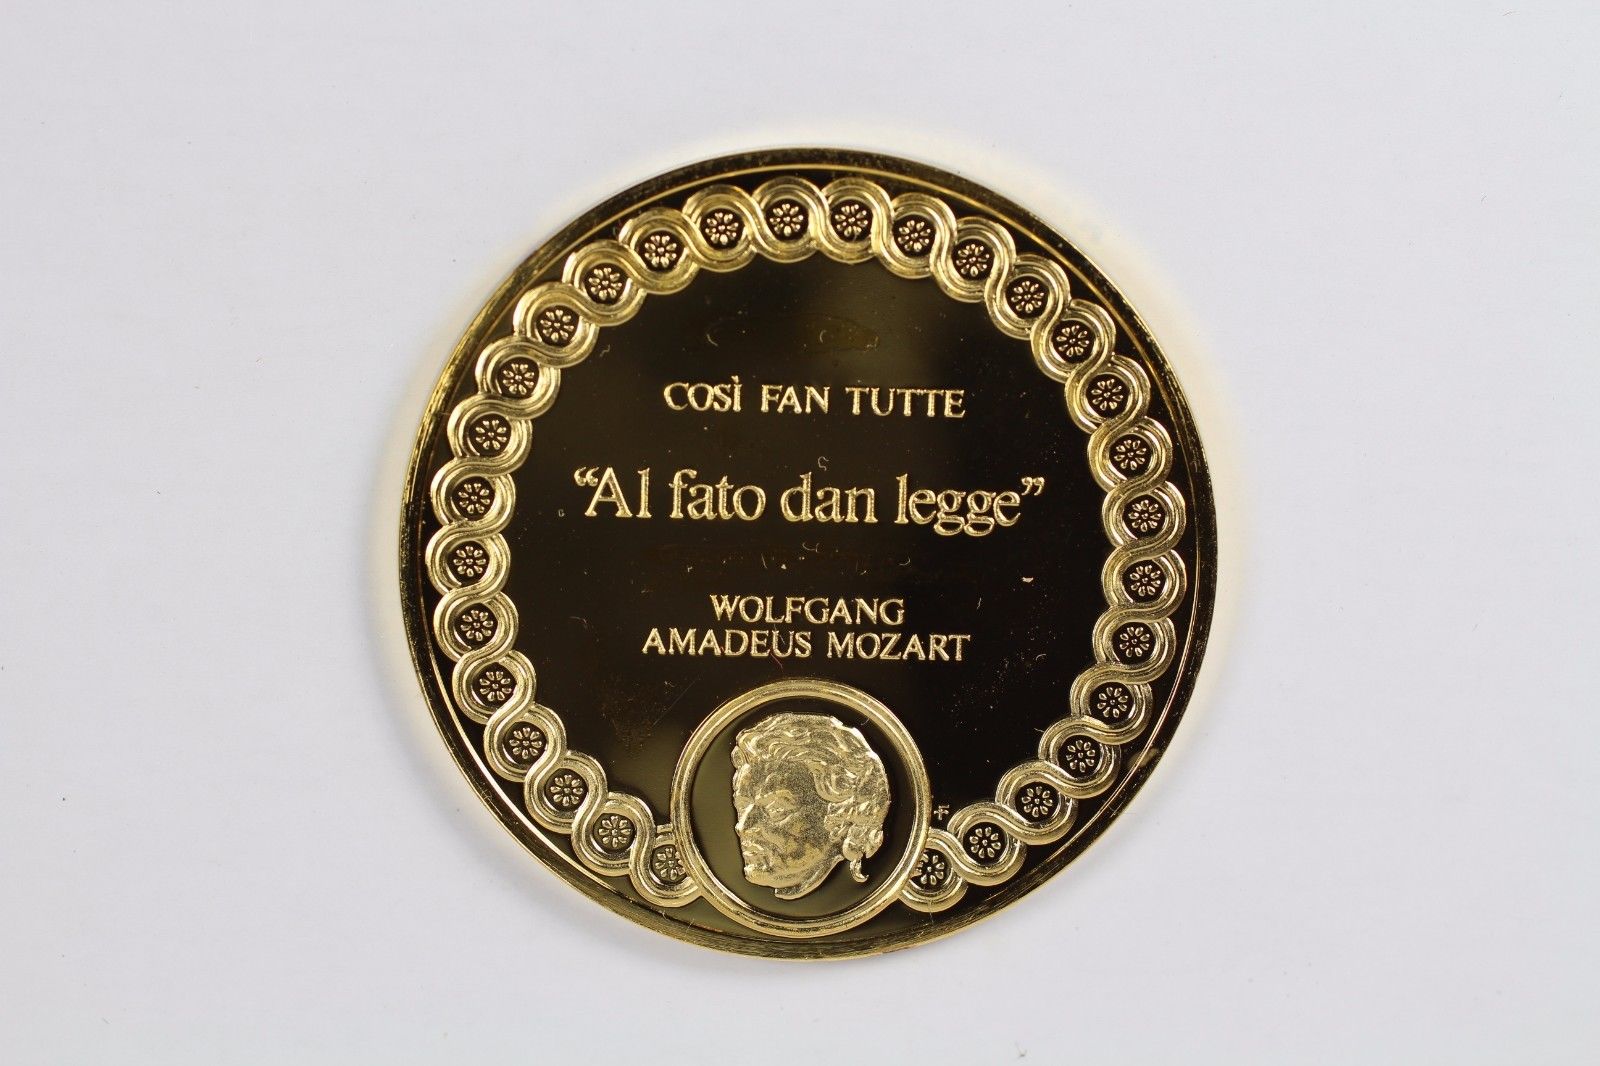 COSÌ FAN TUTTE
“Al fato dan legge”
WOLFGANG
AMADEUS MOZART